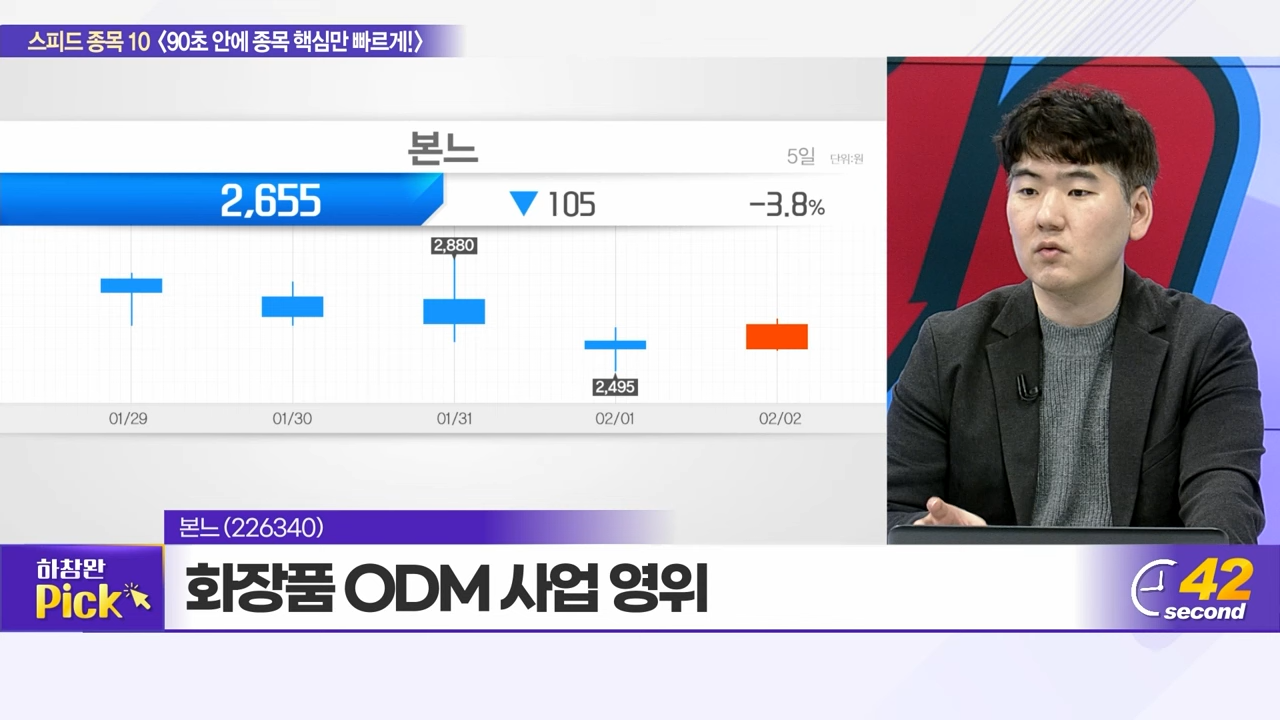 스피드 종목 10 〈90초 안에 종목 핵심만 빠르게!〉
본느
5일 단위:원
2,655 ▼ 105 -3.8%
2,880
2,495
01/29 01/30 01/31 02/01 02/02
본느 (226340)
하창완
Pick
화장품 ODM 사업 영위
42
second